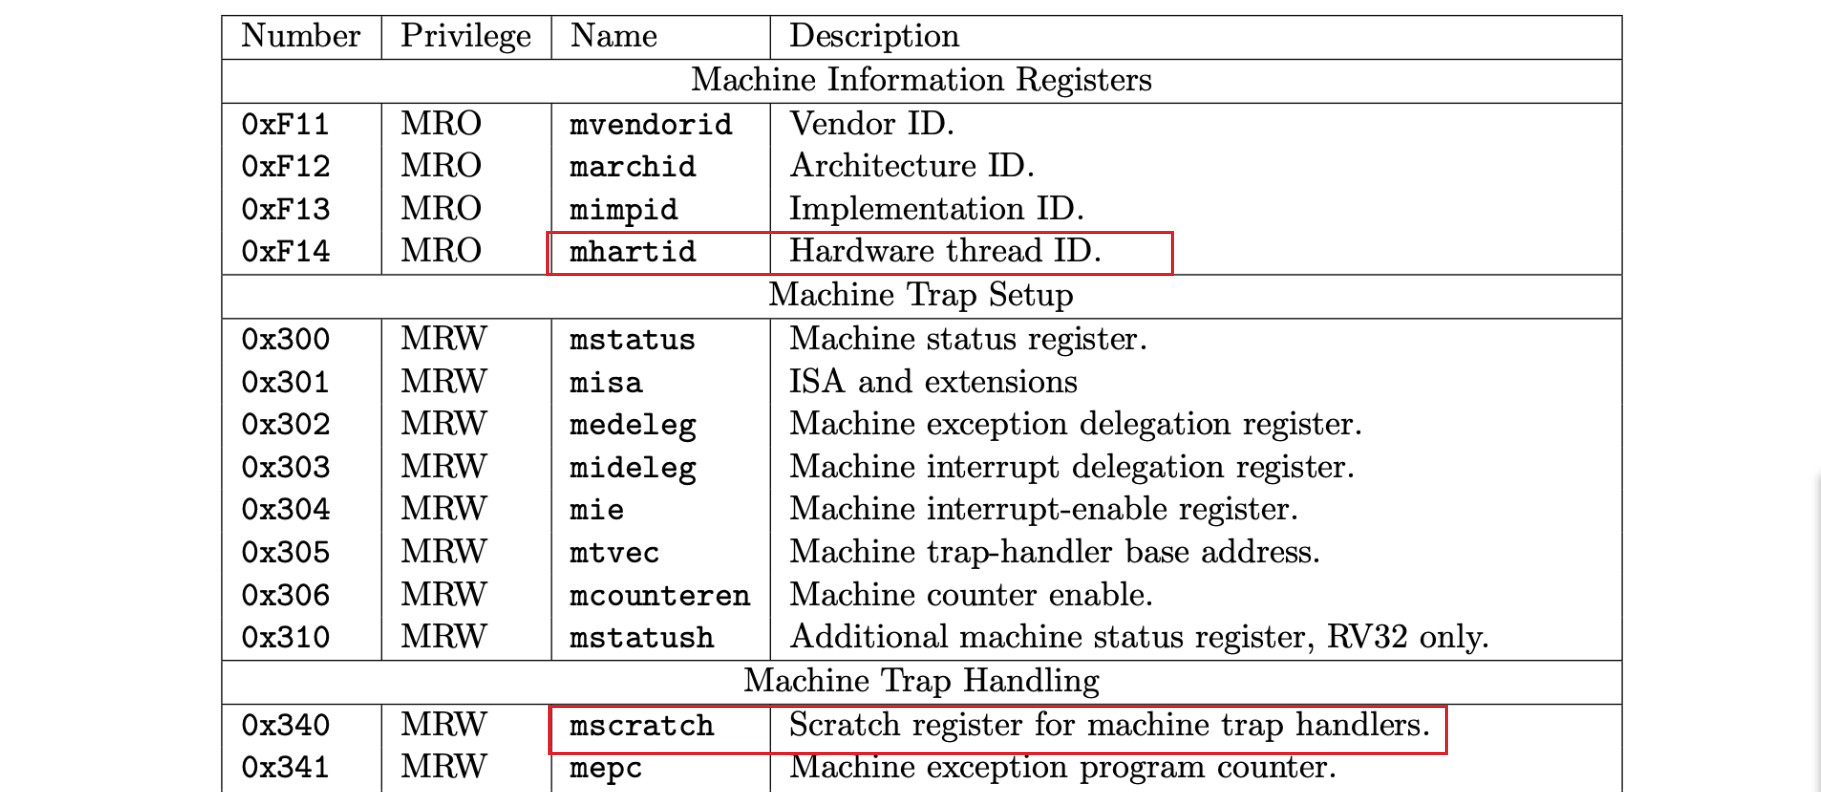 Number Privilege Name Description
Machine Information Registers
0xF11 MRO mvendorid Vendor ID.
0xF12 MRO marchid Architecture ID.
0xF13 MRO mimpid Implementation ID.
0xF14 MRO mhartid Hardware thread ID.
Machine Trap Setup
0x300 MRW mstatus Machine status register.
0x301 MRW misa ISA and extensions
0x302 MRW medeleg Machine exception delegation register.
0x303 MRW mideleg Machine interrupt delegation register.
0x304 MRW mie Machine interrupt-enable register.
0x305 MRW mtvec Machine trap-handler base address.
0x306 MRW mcounteren Machine counter enable.
0x310 MRW mstatush Additional machine status register, RV32 only.
Machine Trap Handling
0x340 MRW mscratch Scratch register for machine trap handlers.
0x341 MRW mepc Machine exception program counter.